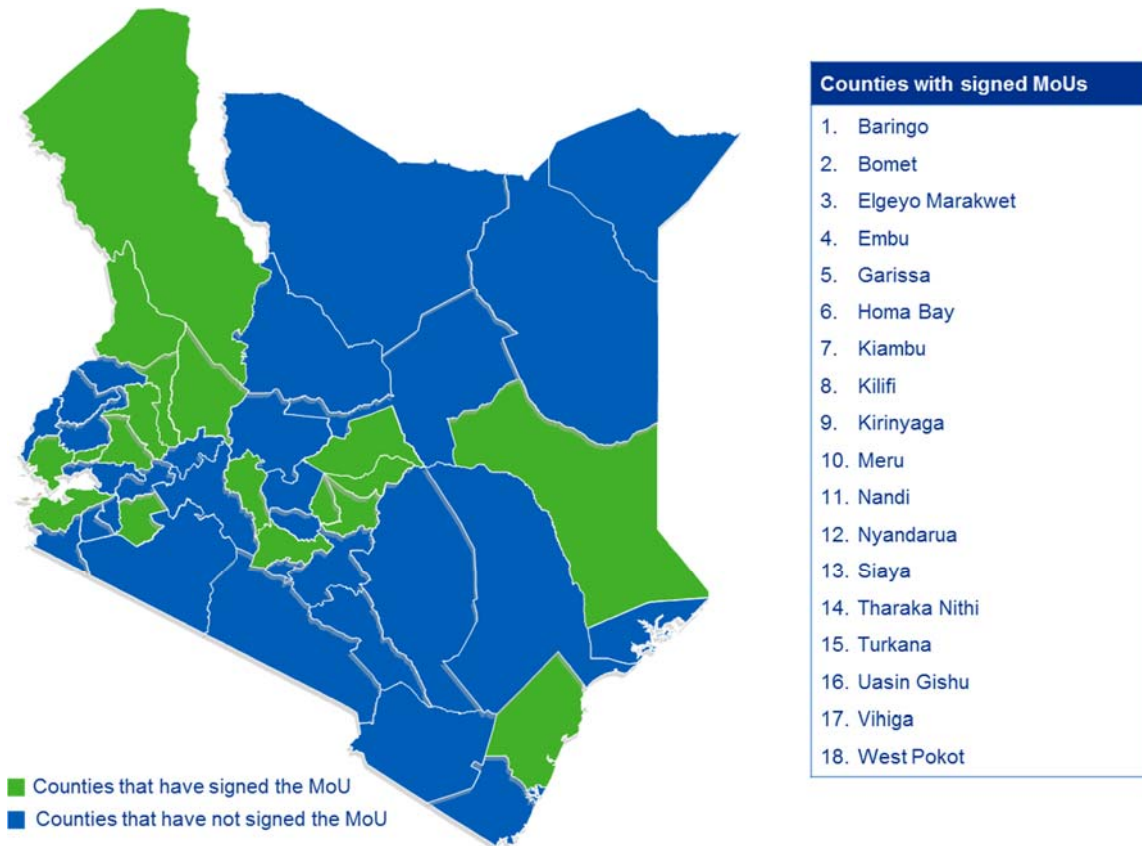 Counties with signed MoUs
1. Baringo
2. Bomet
3. Elgeyo Marakwet
4. Embu
5. Garissa
6. Homa Bay
7. Kiambu
8. Kilifi
9. Kirinyaga
10. Meru
11. Nandi
12. Nyandarua
13. Siaya
14. Tharaka Nithi
15. Turkana
16. Uasin Gishu
17. Vihiga
18. West Pokot
Counties that have signed the MoU
Counties that have not signed the MoU